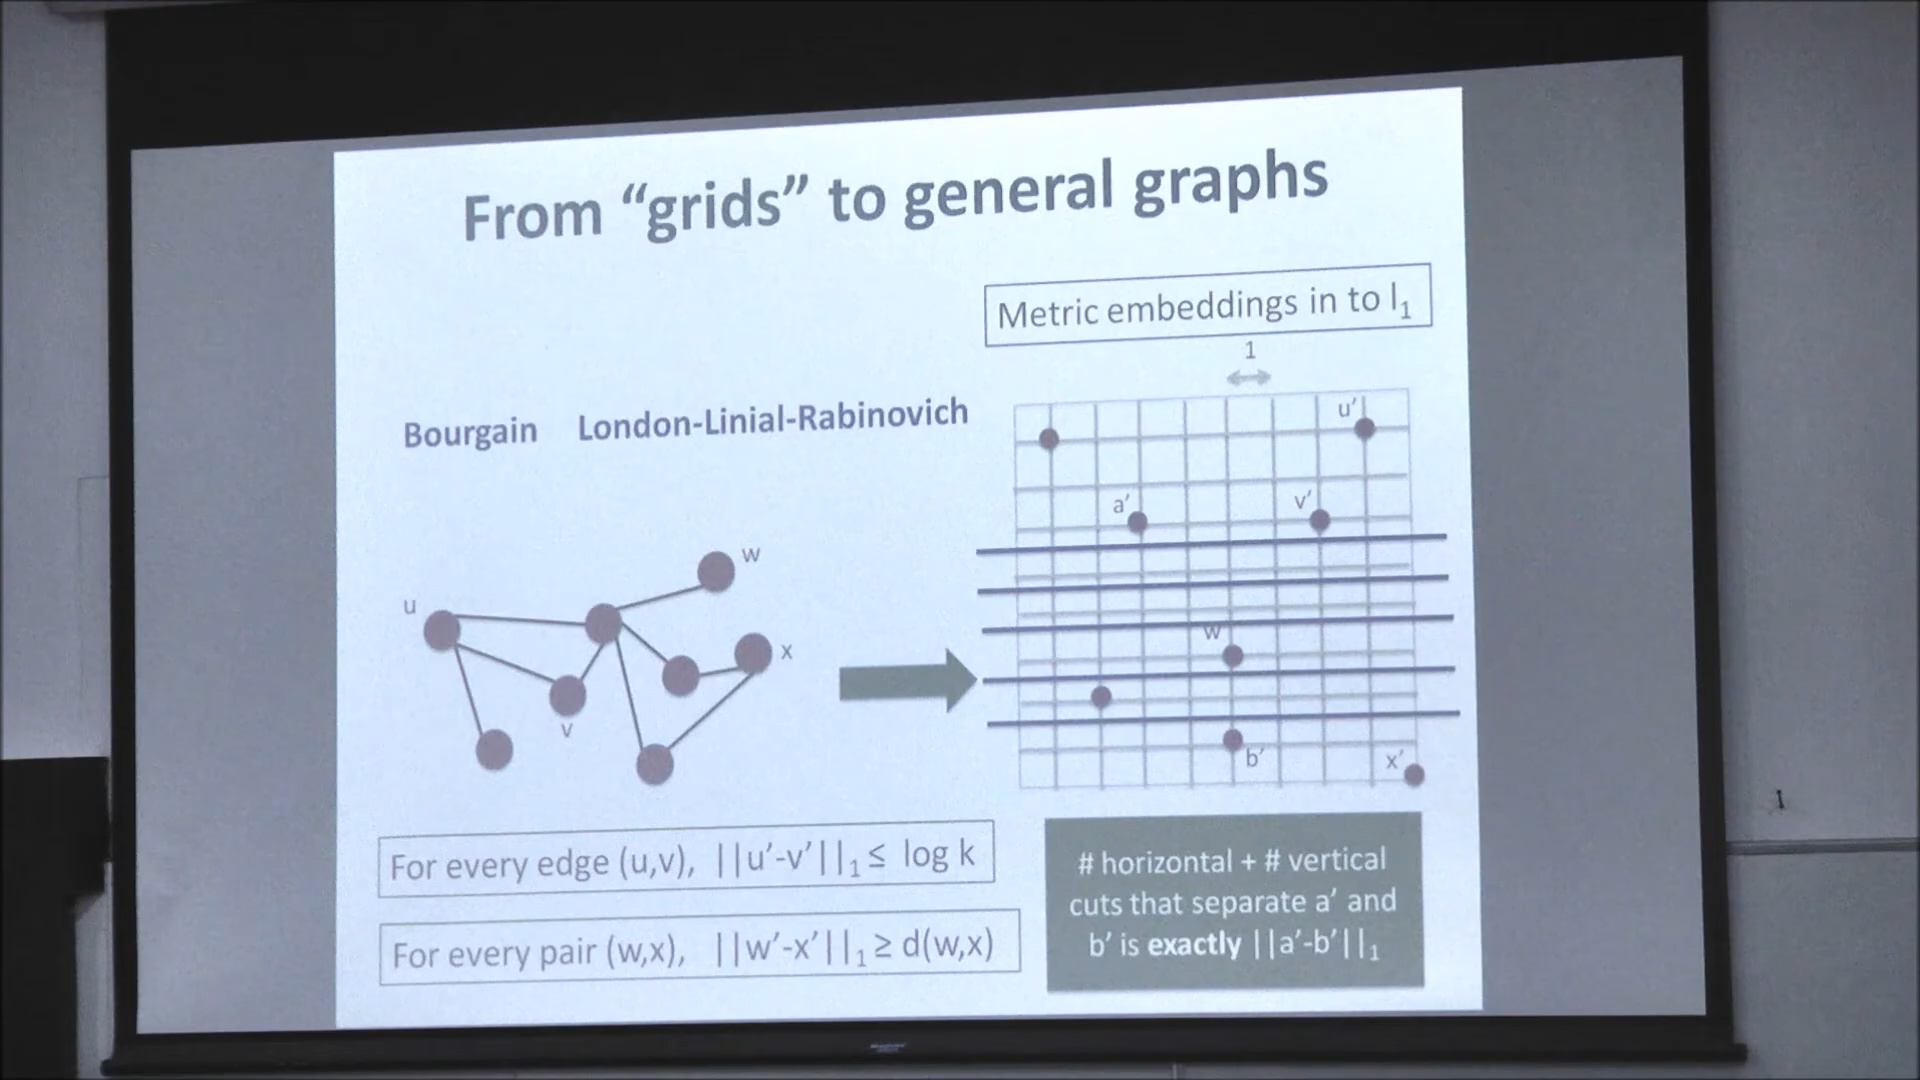 From “grids” to general graphs
Metric embeddings in to l₁
1
Bourgain London-Linial-Rabinovich
u'
a'
v'
w
u
x
w
v
b'
x'
For every edge (u,v), ||u'-v'||₁ ≤ log k
For every pair (w,x), ||w'-x'||₁ ≥ d(w,x)
# horizontal + # vertical
cuts that separate a' and
b' is exactly ||a'-b'||₁